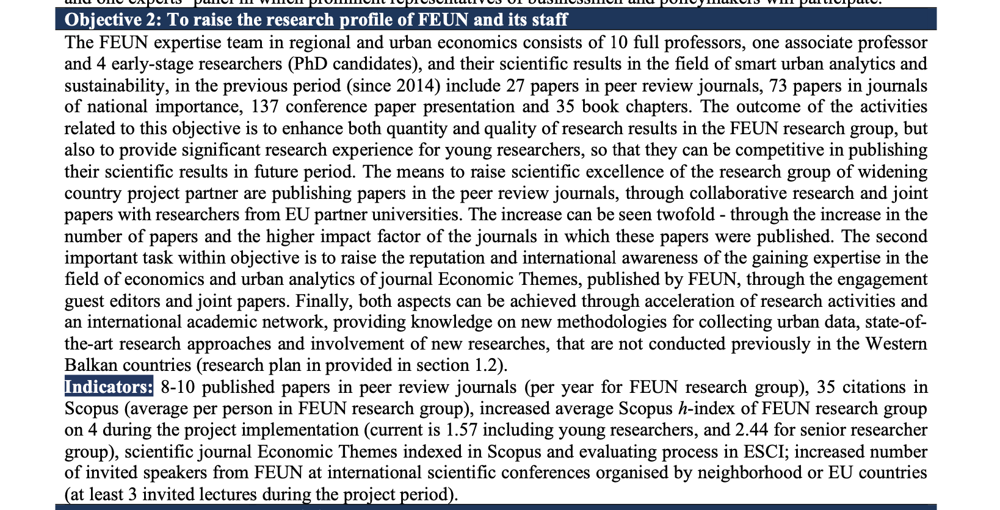 and one experts' panel in which prominent representatives of businessmen and policymakers will participate.
Objective 2: To raise the research profile of FEUN and its staff
The FEUN expertise team in regional and urban economics consists of 10 full professors, one associate professor
and 4 early-stage researchers (PhD candidates), and their scientific results in the field of smart urban analytics and
sustainability, in the previous period (since 2014) include 27 papers in peer review journals, 73 papers in journals
of national importance, 137 conference paper presentation and 35 book chapters. The outcome of the activities
related to this objective is to enhance both quantity and quality of research results in the FEUN research group, but
also to provide significant research experience for young researchers, so that they can be competitive in publishing
their scientific results in future period. The means to raise scientific excellence of the research group of widening
country project partner are publishing papers in the peer review journals, through collaborative research and joint
papers with researchers from EU partner universities. The increase can be seen twofold - through the increase in the
number of papers and the higher impact factor of the journals in which these papers were published. The second
important task within objective is to raise the reputation and international awareness of the gaining expertise in the
field of economics and urban analytics of journal Economic Themes, published by FEUN, through the engagement
guest editors and joint papers. Finally, both aspects can be achieved through acceleration of research activities and
an international academic network, providing knowledge on new methodologies for collecting urban data, state-of-
the-art research approaches and involvement of new researches, that are not conducted previously in the Western
Balkan countries (research plan in provided in section 1.2).
Indicators: 8-10 published papers in peer review journals (per year for FEUN research group), 35 citations in
Scopus (average per person in FEUN research group), increased average Scopus h-index of FEUN research group
on 4 during the project implementation (current is 1.57 including young researchers, and 2.44 for senior researcher
group), scientific journal Economic Themes indexed in Scopus and evaluating process in ESCI; increased number
of invited speakers from FEUN at international scientific conferences organised by neighborhood or EU countries
(at least 3 invited lectures during the project period).